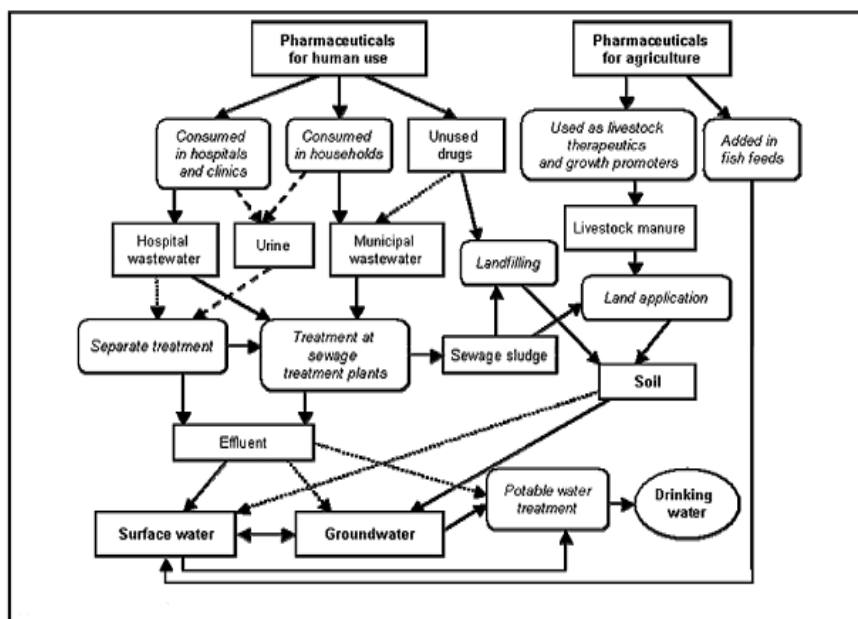 Pharmaceuticals
for human use
Pharmaceuticals
for agriculture
Consumed
in hospitals
and clinics
Consumed
in households
Unused
drugs
Used as livestock
therapeutics
and growth promoters
Added in
fish feeds
Hospital
wastewater
Urine
Municipal
wastewater
Landfilling
Livestock manure
Land application
Separate treatment
Treatment at
sewage
treatment plants
Sewage sludge
Soil
Effluent
Potable water
treatment
Drinking
water
Surface water
Groundwater